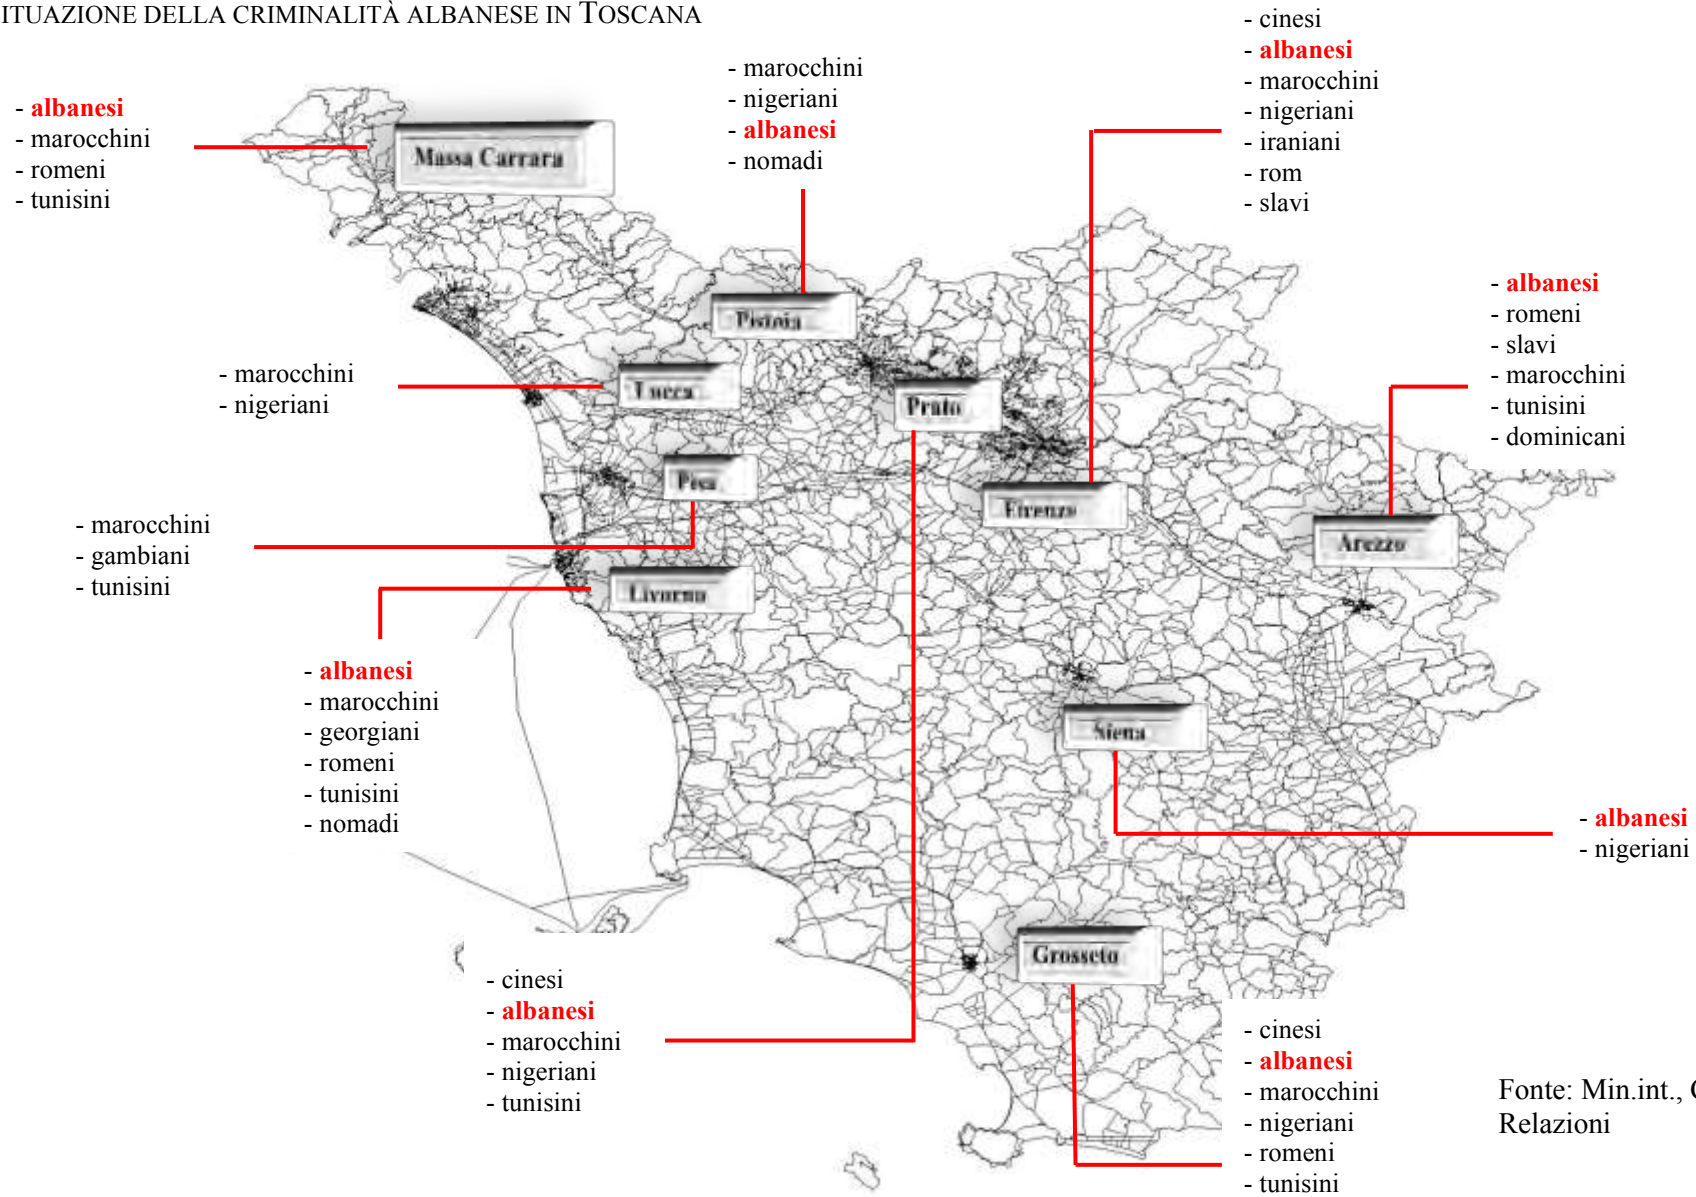 ITUAZIONE DELLA CRIMINALITÀ ALBANESE IN TOSCANA
- albanesi
- marocchini
- romeni
- tunisini
Massa Carrara
- marocchini
- nigeriani
- albanesi
- nomadi
Pistoia
- cinesi
- albanesi
- marocchini
- nigeriani
- iraniani
- rom
- slavi
Firenze
- albanesi
- romeni
- slavi
- marocchini
- tunisini
- dominicani
Arezzo
- marocchini
- nigeriani
Lucca
Prato
- marocchini
- gambiani
- tunisini
Pisa
Livorno
- albanesi
- marocchini
- georgiani
- romeni
- tunisini
- nomadi
Siena
- albanesi
- nigeriani
- cinesi
- albanesi
- marocchini
- nigeriani
- tunisini
Grosseto
- cinesi
- albanesi
- marocchini
- nigeriani
- romeni
- tunisini
Fonte: Min.int.,
Relazioni